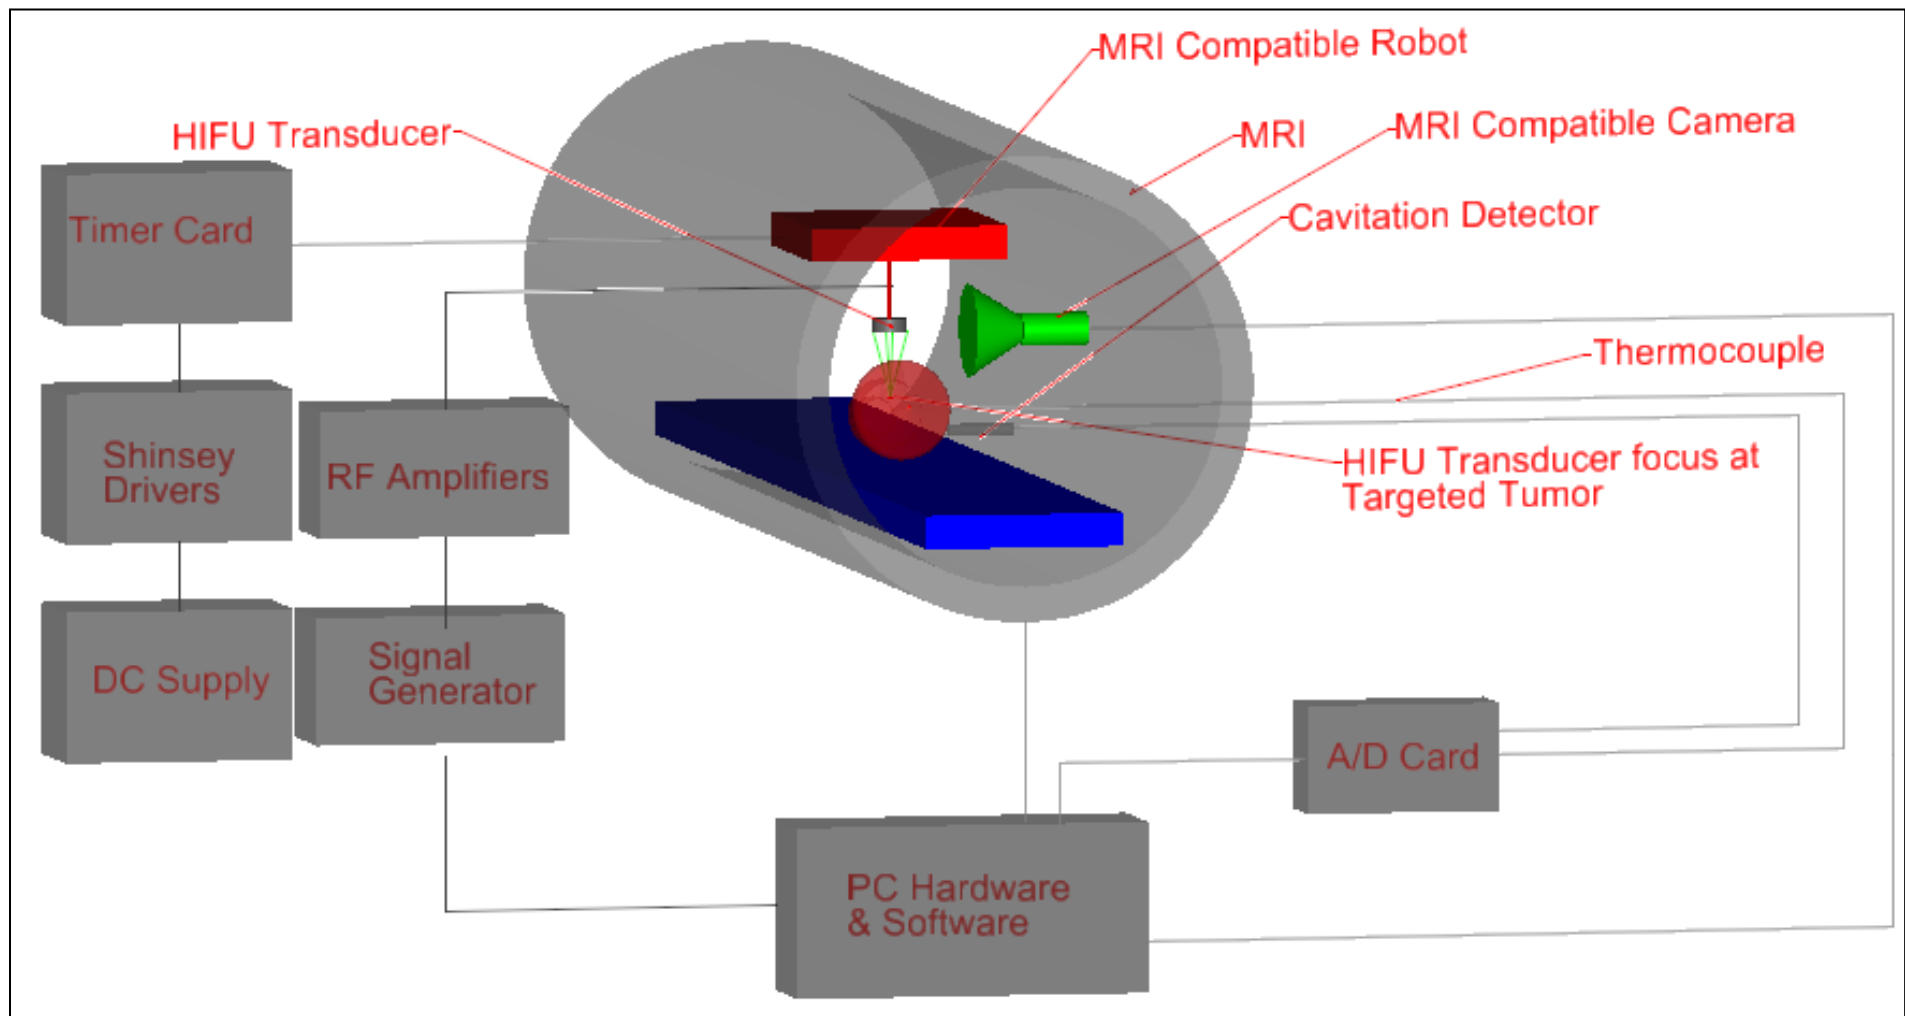 MRI Compatible Robot
HIFU Transducer
MRI
MRI Compatible Camera
Cavitation Detector
Timer Card
Thermocouple
Shinsey
Drivers
RF Amplifiers
HIFU Transducer focus at
Targeted Tumor
DC Supply
Signal
Generator
A/D Card
PC Hardware
& Software